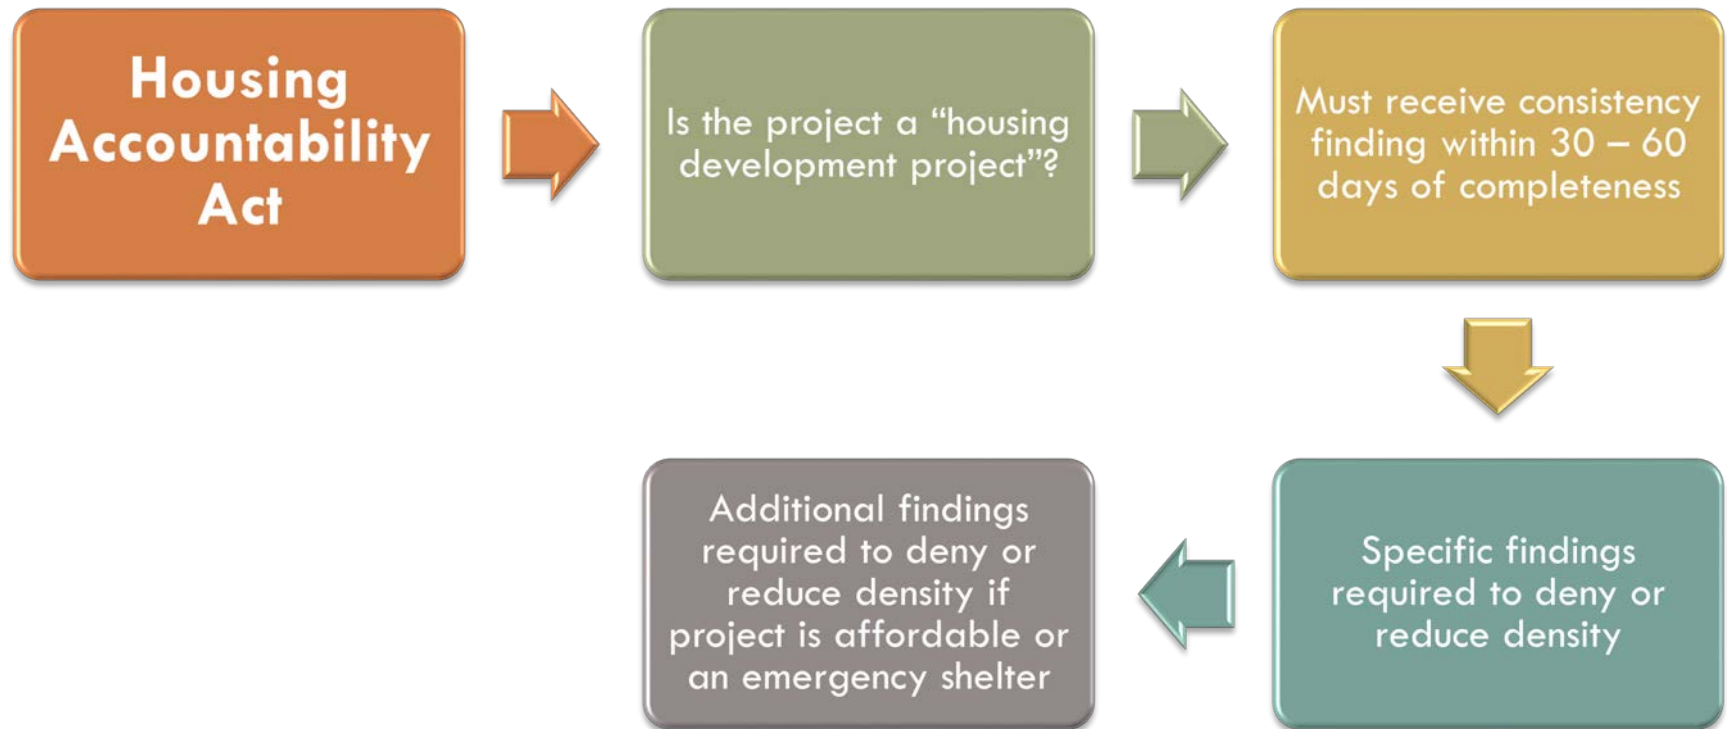 Housing
Accountability
Act
Is the project a “housing
development project”?
Must receive consistency
finding within 30 – 60
days of completeness
Specific findings
required to deny or
reduce density
Additional findings
required to deny or
reduce density if
project is affordable or
an emergency shelter